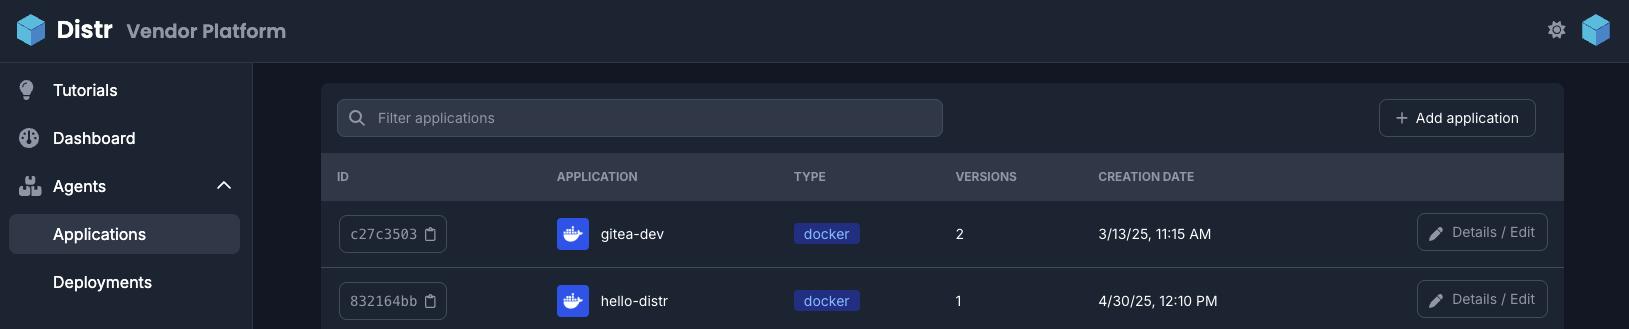 Distr Vendor Platform
Tutorials
Dashboard
Agents
Applications
Deployments
Filter applications
Add application
ID APPLICATION TYPE VERSIONS CREATION DATE
c27c3503 gitea-dev docker 2 3/13/25, 11:15 AM Details / Edit
832164bb hello-distr docker 1 4/30/25, 12:10 PM Details / Edit